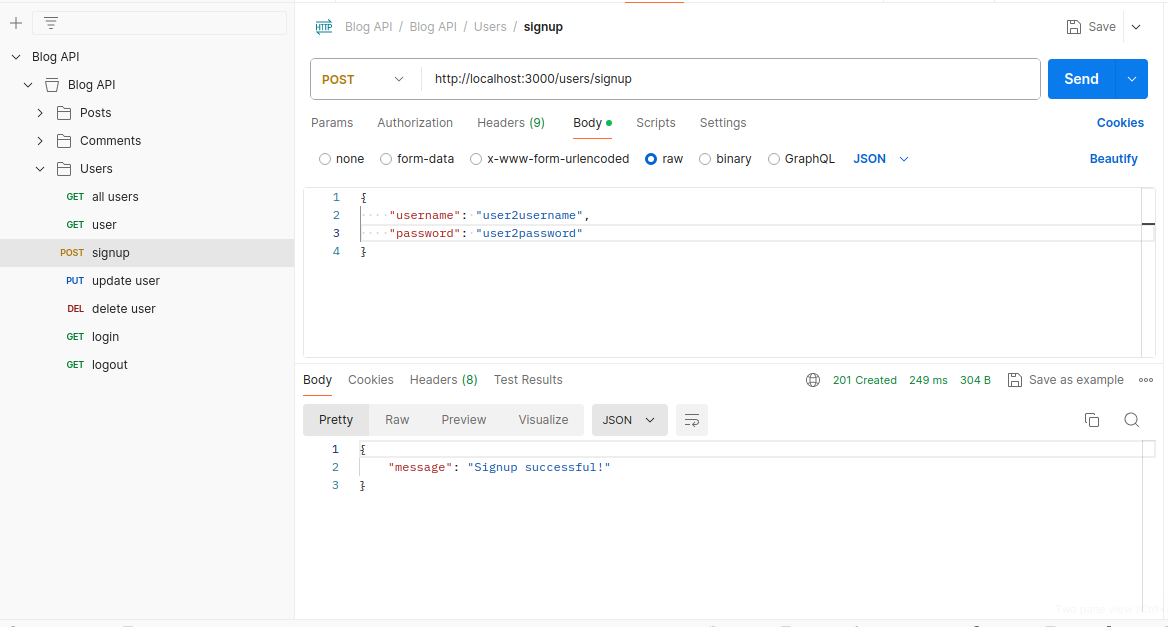 Blog API
Blog API
Posts
Comments
Users
GET all users
GET user
POST signup
PUT update user
DEL delete user
GET login
GET logout
HTTP Blog API / Blog API / Users / signup
Save
POST http://localhost:3000/users/signup
Send
Params Authorization Headers (9) Body Scripts Settings Cookies
none form-data x-www-form-urlencoded raw binary GraphQL JSON Beautify
1 {
2 "username": "user2username",
3 "password": "user2password"
4 }
Body Cookies Headers (8) Test Results 201 Created 249 ms 304 B Save as example
Pretty Raw Preview Visualize JSON
1 {
2 "message": "Signup successful!"
3 }